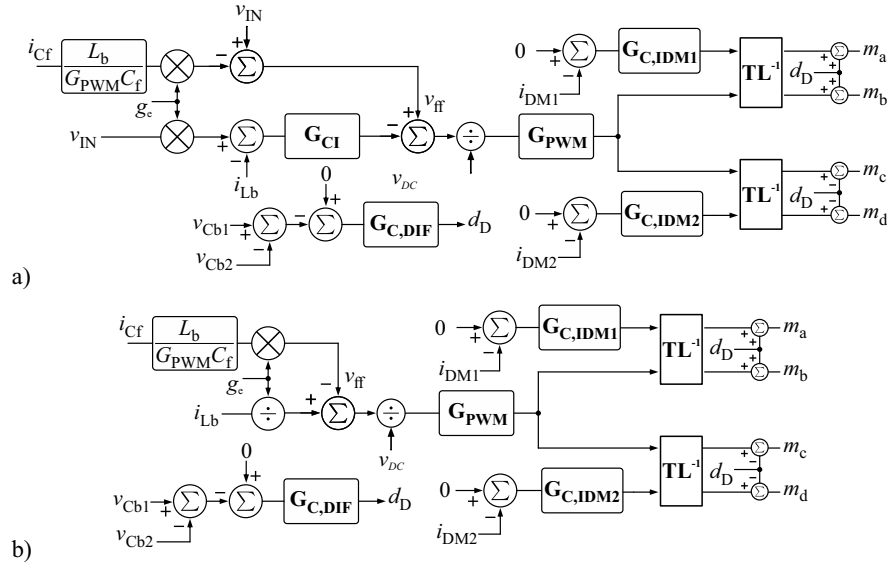 v_IN
i_Cf
L_b
G_PWM C_f
g_e
v_IN
i_Lb
G_CI
v_ff
v_DC
G_PWM
0
i_DM1
G_C,IDM1
TL^-1
d_D
m_a
m_b
0
i_DM2
G_C,IDM2
TL^-1
d_D
m_c
m_d
0
v_Cb1
v_Cb2
G_C,DIF
d_D
a)
i_Cf
L_b
G_PWM C_f
g_e
i_Lb
v_ff
v_DC
G_PWM
0
i_DM1
G_C,IDM1
TL^-1
d_D
m_a
m_b
0
i_DM2
G_C,IDM2
TL^-1
d_D
m_c
m_d
0
v_Cb1
v_Cb2
G_C,DIF
d_D
b)